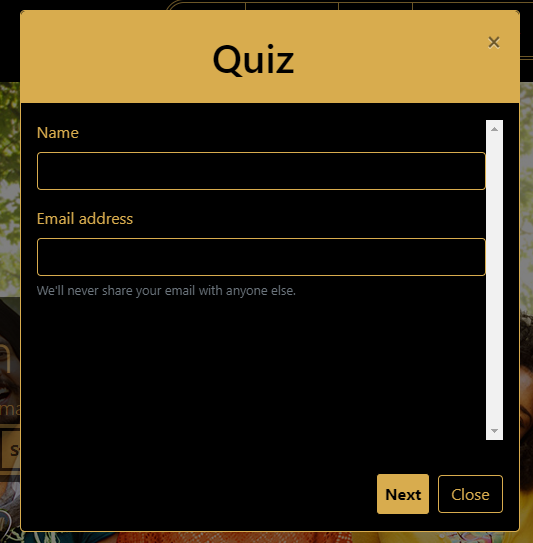 Quiz
×
Name
Email address
We'll never share your email with anyone else.
Next
Close